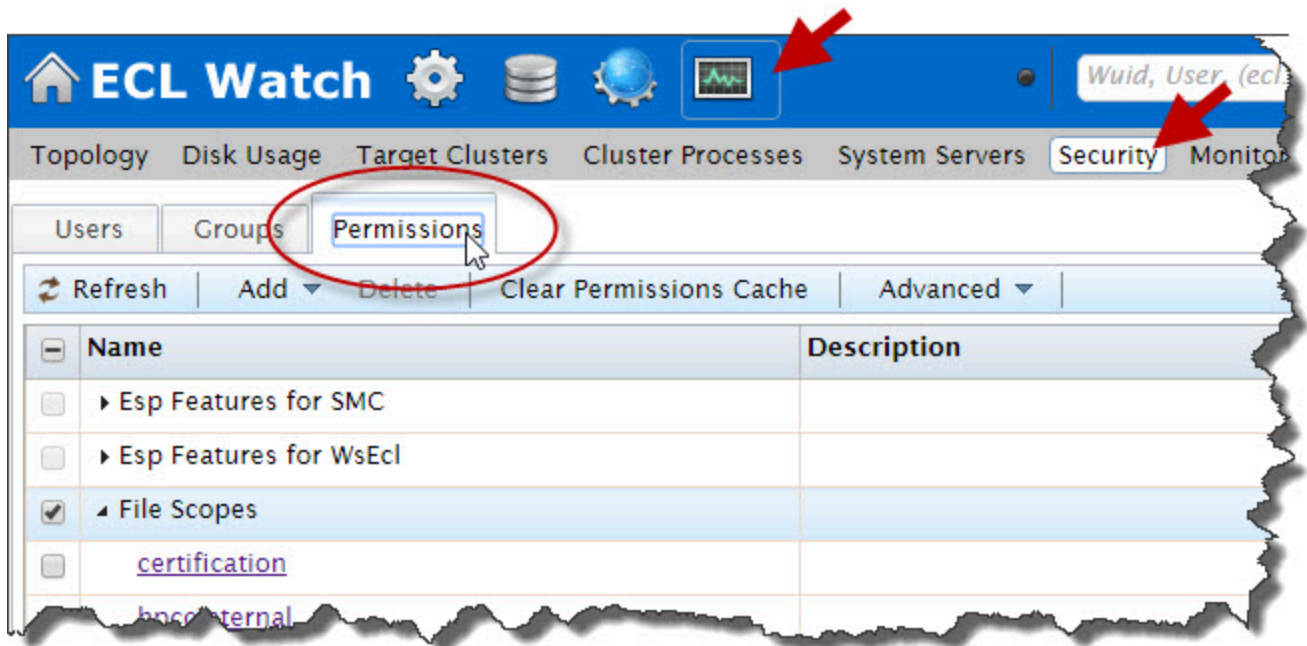 ECL Watch Wuid, User, (ecl
Topology Disk Usage Target Clusters Cluster Processes System Servers Security Monitor
Users Groups Permissions
Refresh Add Delete Clear Permissions Cache Advanced
Name Description
Esp Features for SMC
Esp Features for WsEcl
File Scopes
certification